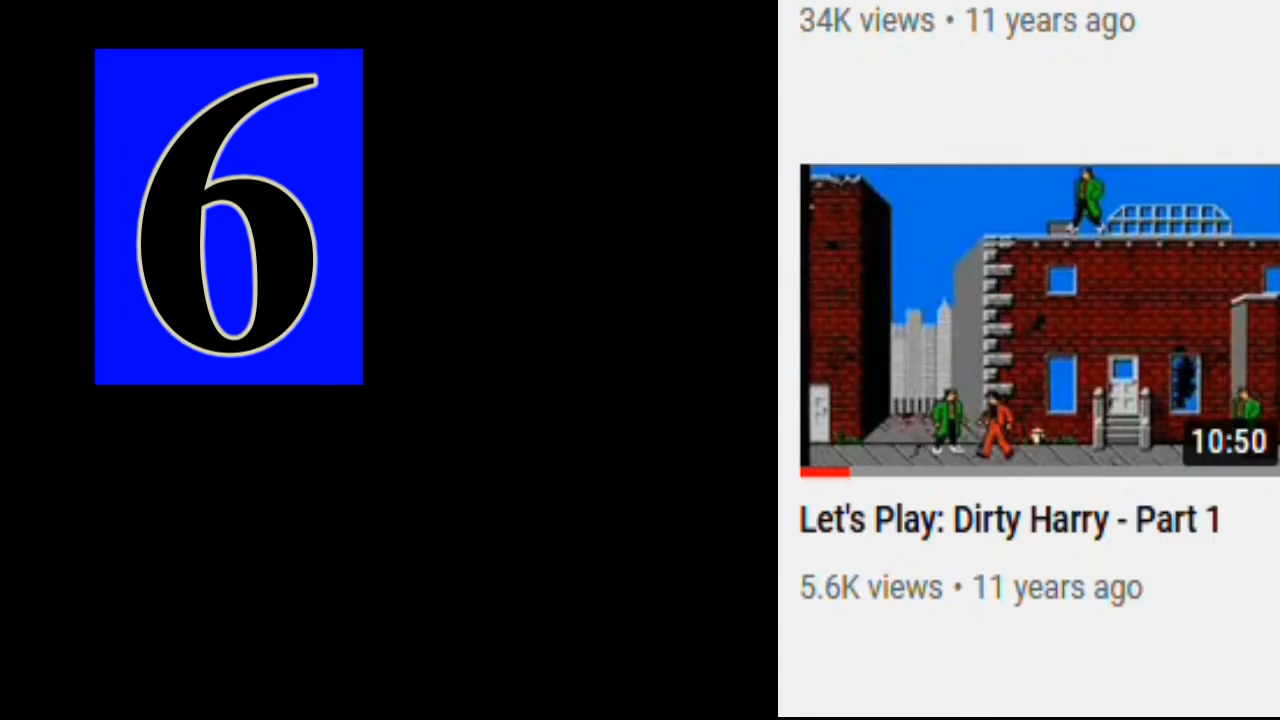 6
34K views • 11 years ago
10:50
Let's Play: Dirty Harry - Part 1
5.6K views • 11 years ago